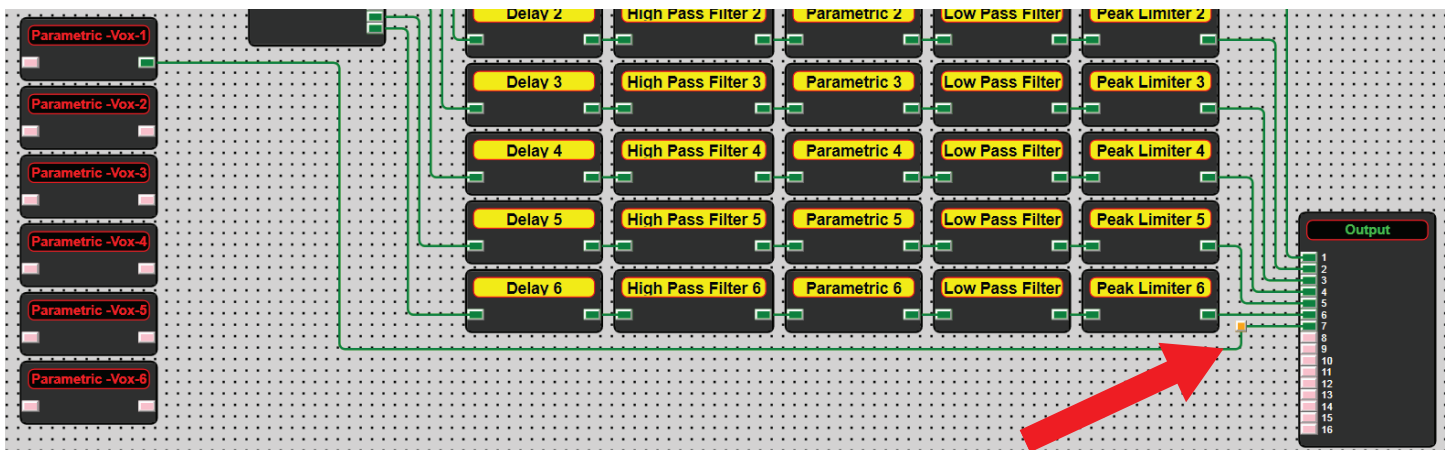 Delay 2 High Pass Filter 2 Parametric 2 Low Pass Filter Peak Limiter 2
Parametric -Vox-1
Delay 3 High Pass Filter 3 Parametric 3 Low Pass Filter Peak Limiter 3
Parametric -Vox-2
Delay 4 High Pass Filter 4 Parametric 4 Low Pass Filter Peak Limiter 4
Parametric -Vox-3
Delay 5 High Pass Filter 5 Parametric 5 Low Pass Filter Peak Limiter 5
Parametric -Vox-4
Delay 6 High Pass Filter 6 Parametric 6 Low Pass Filter Peak Limiter 6
Parametric -Vox-5
Parametric -Vox-6
Output
1
2
3
4
5
6
7
8
9
10
11
12
13
14
15
16